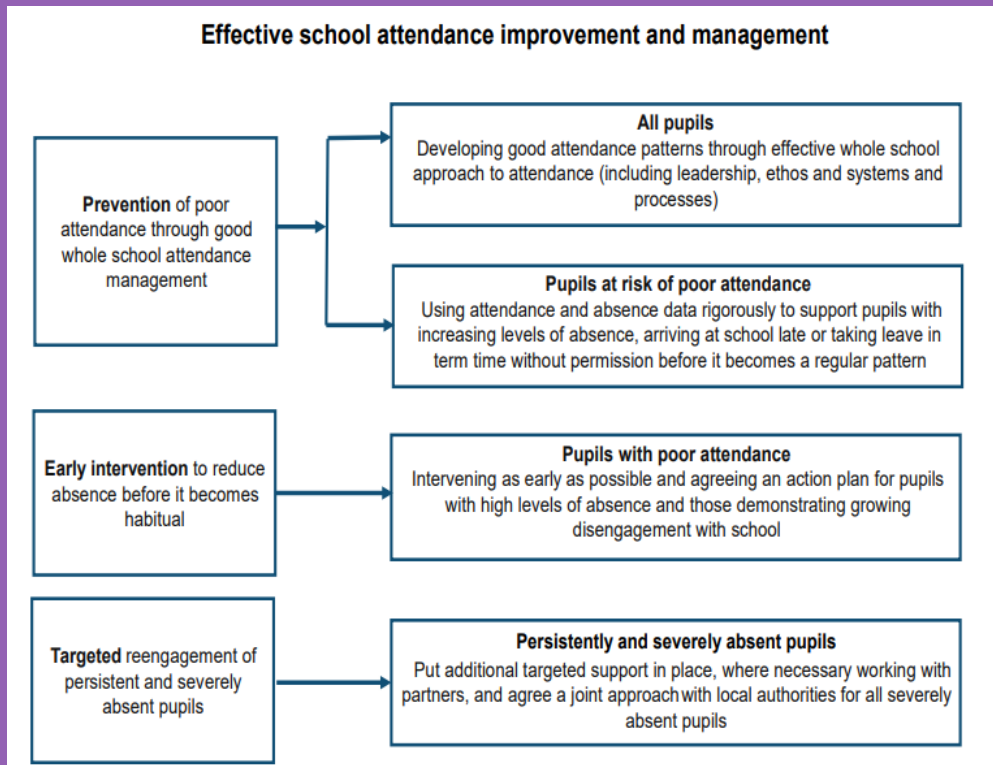 Effective school attendance improvement and management
Prevention of poor
attendance through good
whole school attendance
management
All pupils
Developing good attendance patterns through effective whole school
approach to attendance (including leadership, ethos and systems and
processes)
Pupils at risk of poor attendance
Using attendance and absence data rigorously to support pupils with
increasing levels of absence, arriving at school late or taking leave in
term time without permission before it becomes a regular pattern
Early intervention to reduce
absence before it becomes
habitual
Pupils with poor attendance
Intervening as early as possible and agreeing an action plan for pupils
with high levels of absence and those demonstrating growing
disengagement with school
Targeted reengagement of
persistent and severely
absent pupils
Persistently and severely absent pupils
Put additional targeted support in place, where necessary working with
partners, and agree a joint approach with local authorities for all severely
absent pupils